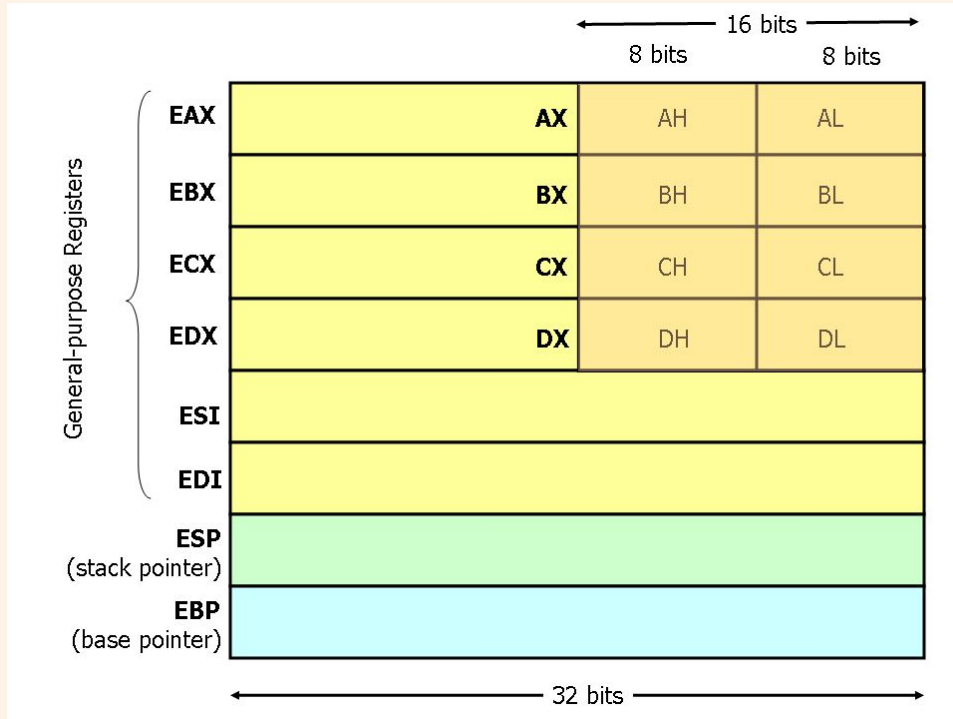 16 bits
8 bits 8 bits
General-purpose Registers
EAX AX AH AL
EBX BX BH BL
ECX CX CH CL
EDX DX DH DL
ESI
EDI
ESP
(stack pointer)
EBP
(base pointer)
32 bits